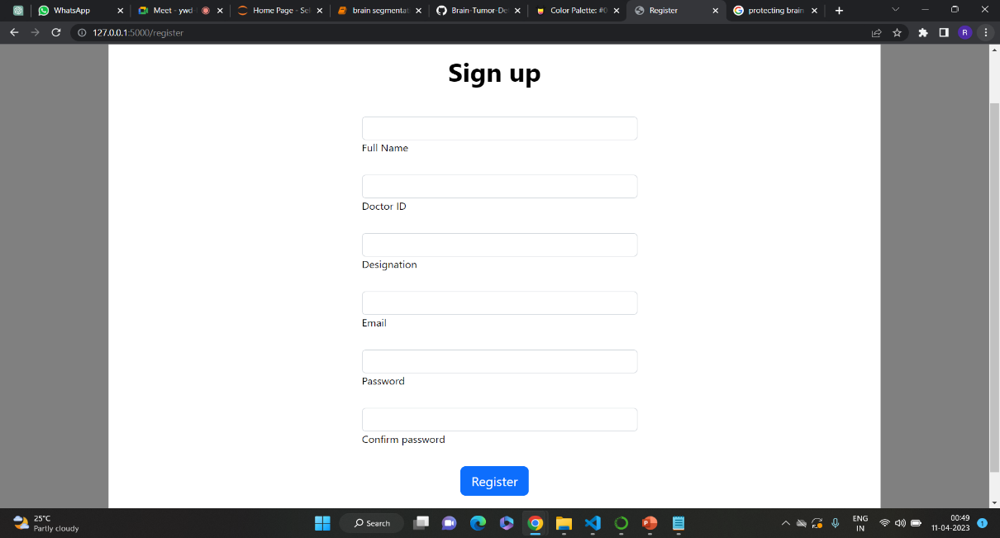 WhatsApp
Meet - ywd
Home Page - Sel
brain segmentat
Brain-Tumor-De
Color Palette: #0
Register
protecting brain
127.0.0.1:5000/register
R
Sign up
Full Name
Doctor ID
Designation
Email
Password
Confirm password
Register
25°C
Partly cloudy
Search
ENG
IN
00:49
11-04-2023
1